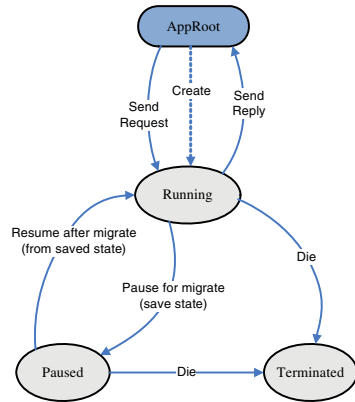 AppRoot
Create
Send
Request
Send
Reply
Running
Resume after migrate
(from saved state)
Die
Pause for migrate
(save state)
Paused
Die
Terminated